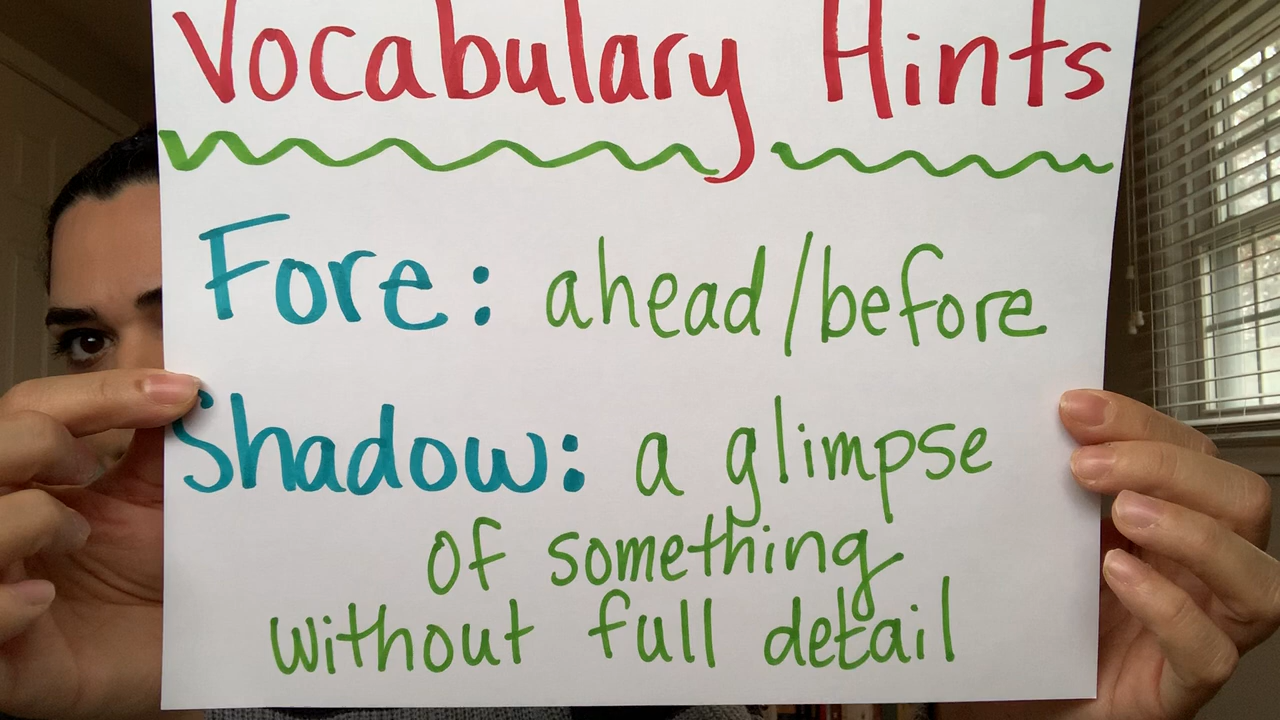 Vocabulary Hints
Fore: ahead/before
Shadow: a glimpse
of something
without full detail